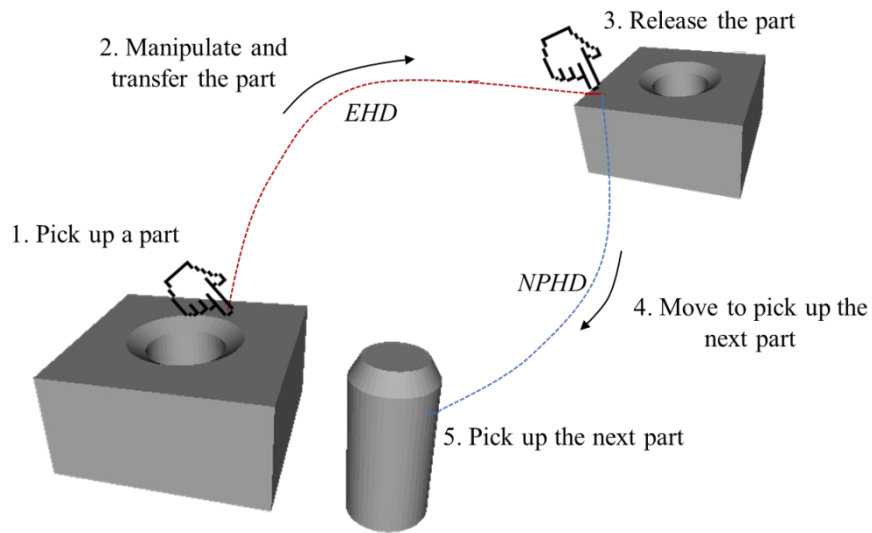 1. Pick up a part
2. Manipulate and
transfer the part
EHD
3. Release the part
NPHD
4. Move to pick up the
next part
5. Pick up the next part